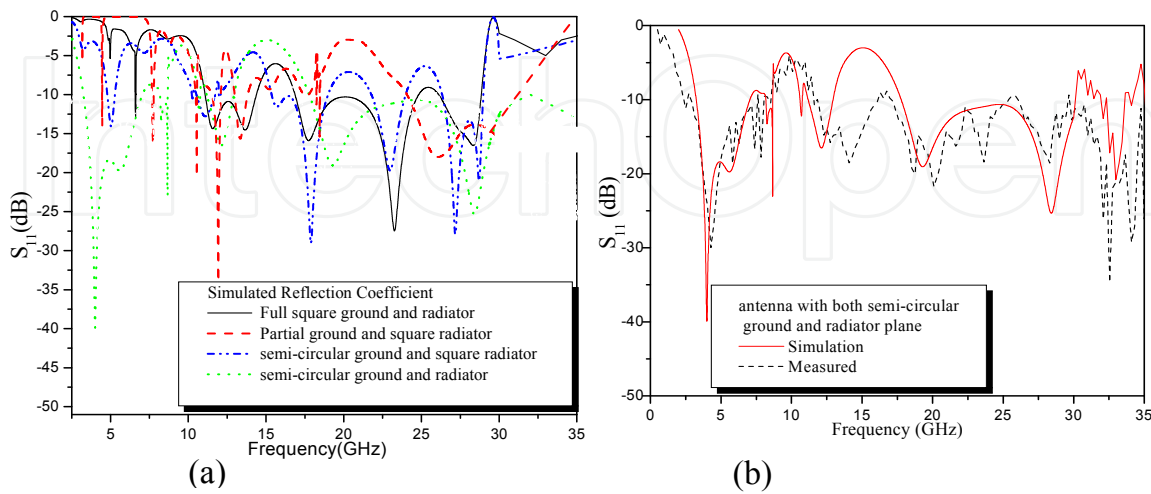 (a)
0
-5
-10
-15
-20
-25
-30
-35
-40
-45
-50
S11(dB)
Simulated Reflection Coefficient
Full square ground and radiator
Partial ground and square radiator
semi-circular ground and square radiator
semi-circular ground and radiator
5 10 15 20 25 30 35
Frequency(GHz)
(a)
(b)
0
-10
-20
-30
-40
-50
S11 (dB)
antenna with both semi-circular
ground and radiator plane
Simulation
Measured
0 5 10 15 20 25 30 35
Frequency (GHz)
(b)
ntechOpen